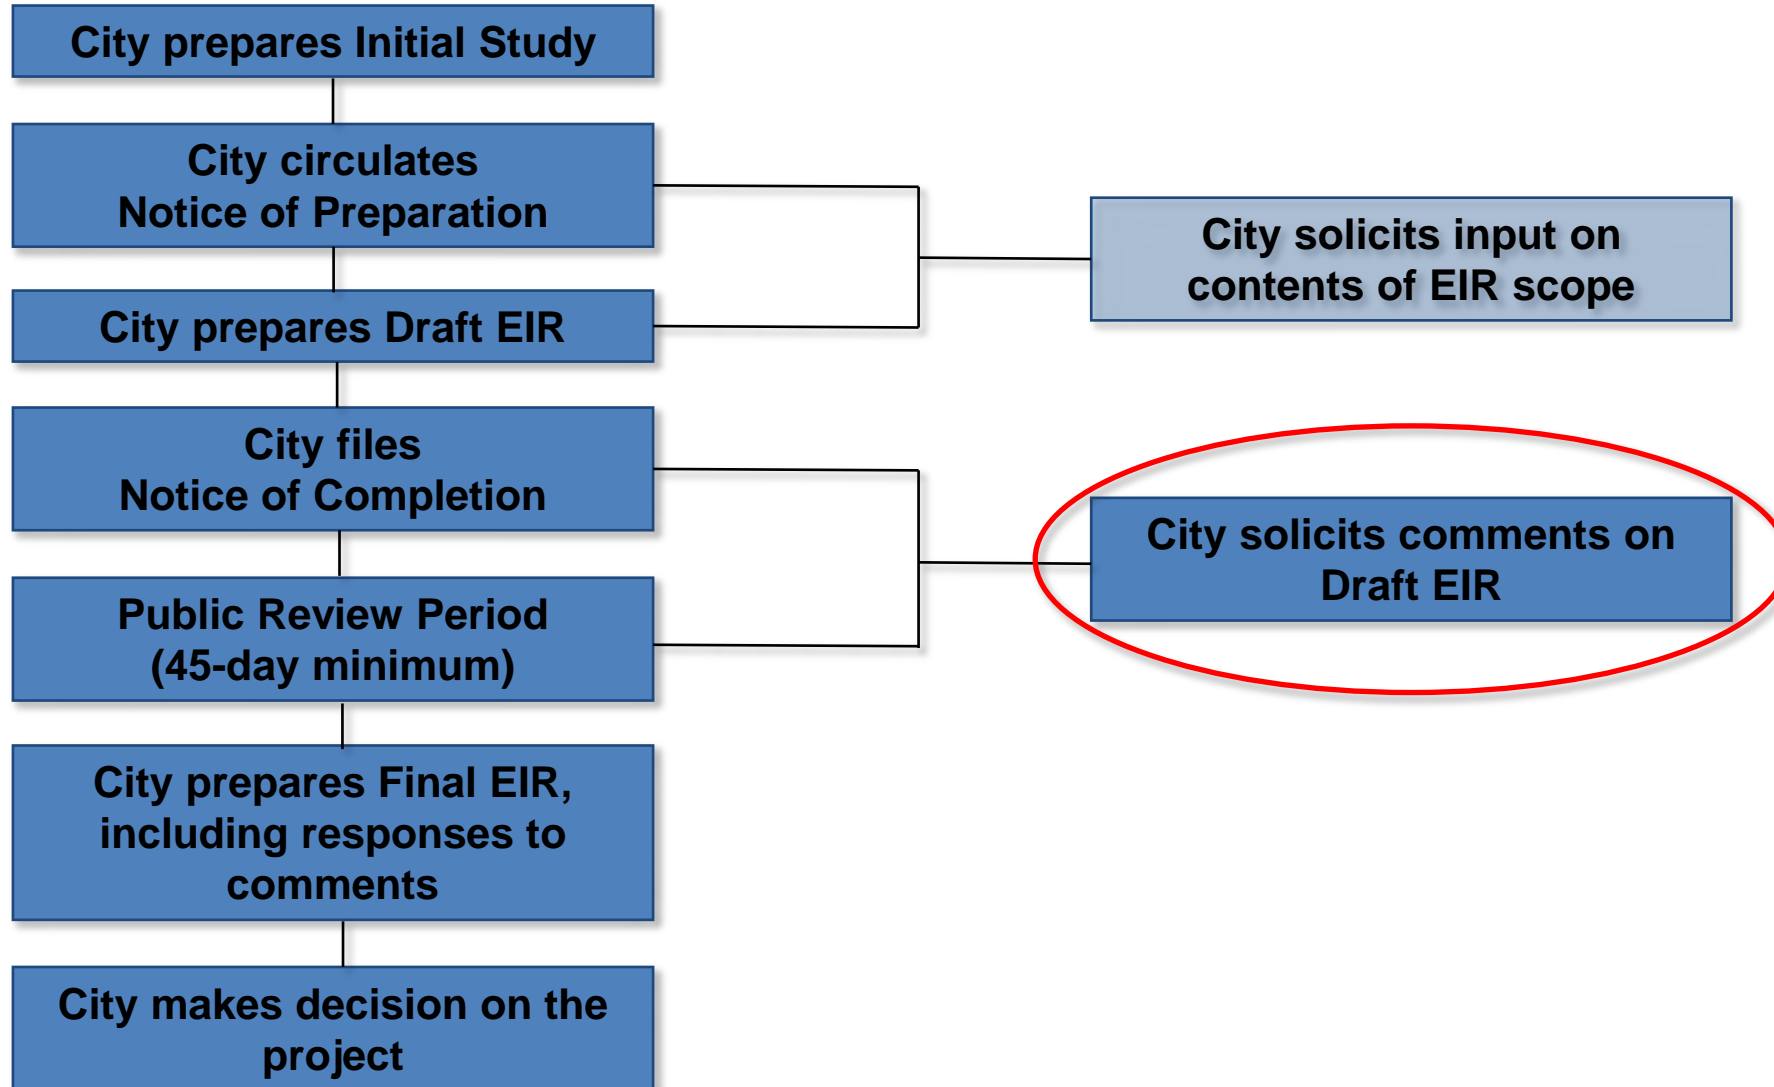 City prepares Initial Study
City circulates
Notice of Preparation
City solicits input on
contents of EIR scope
City prepares Draft EIR
City files
Notice of Completion
City solicits comments on
Draft EIR
Public Review Period
(45-day minimum)
City prepares Final EIR,
including responses to
comments
City makes decision on the
project